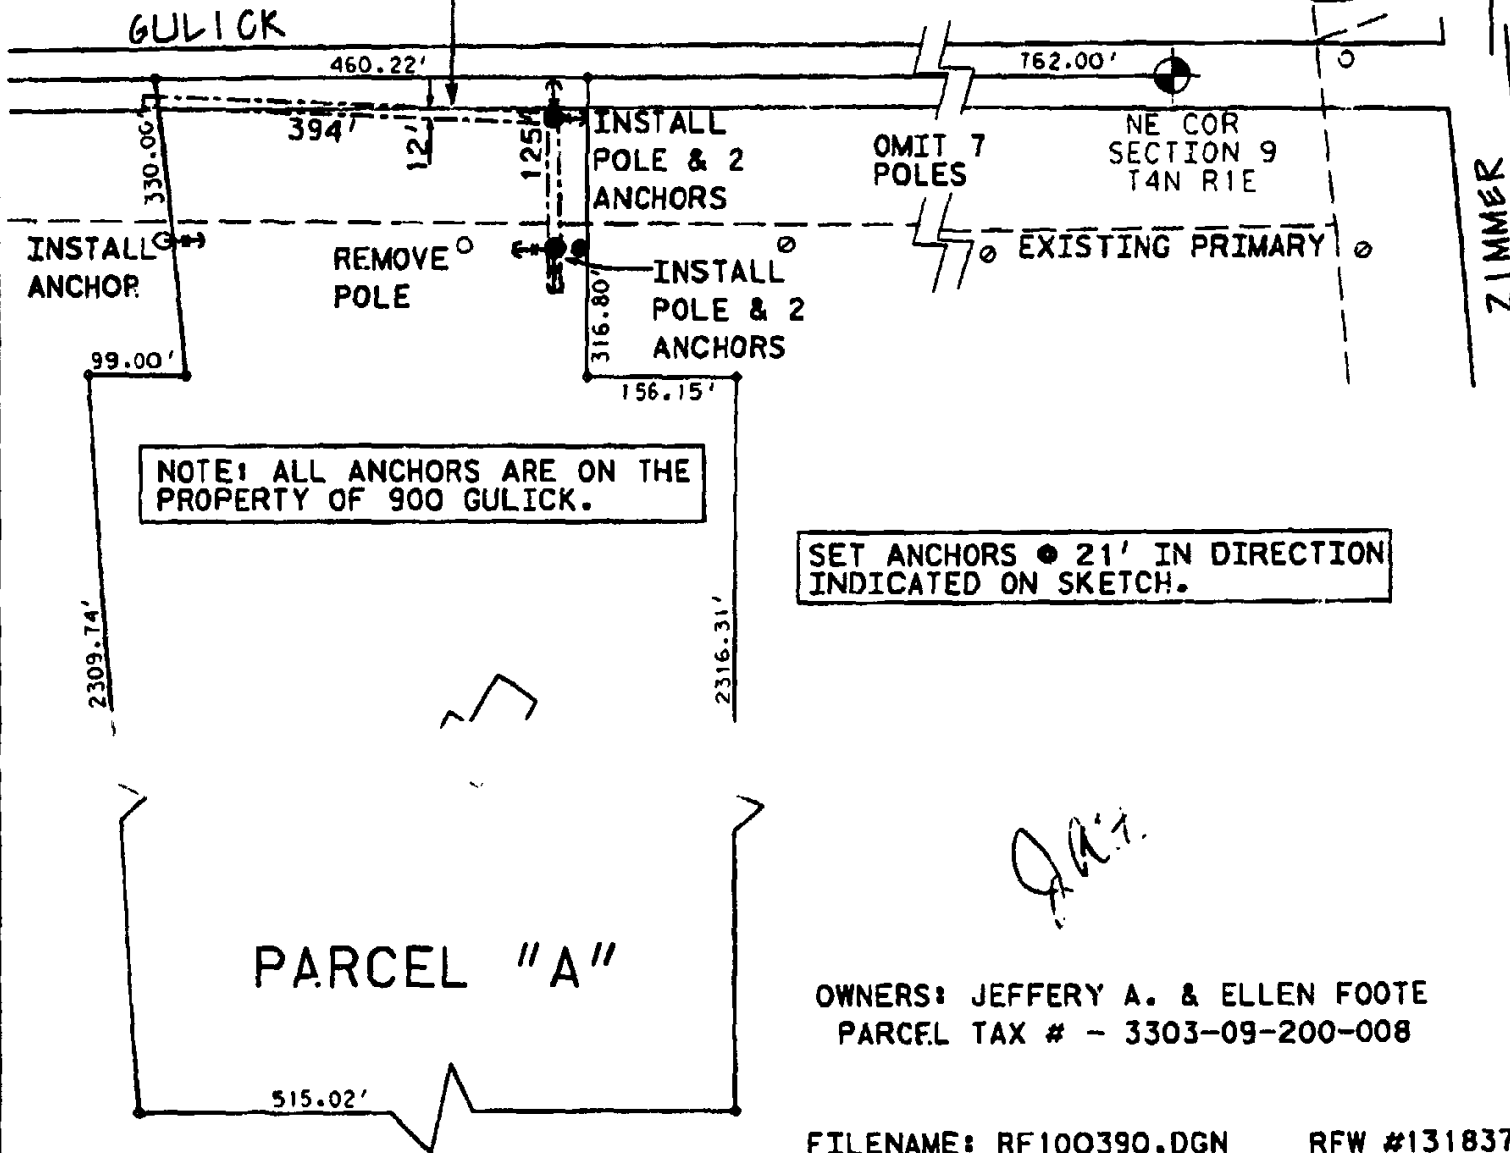 GULICK
460.22'
762.00'
394'
12'
125'
330.00'
INSTALL
POLE & 2
ANCHORS
OMIT 7
POLES
NE COR
SECTION 9
T4N R1E
ZIMMER
INSTALL
ANCHOR
REMOVE
POLE
INSTALL
POLE & 2
ANCHORS
EXISTING PRIMARY
316.80'
99.00'
156.15'
NOTE: ALL ANCHORS ARE ON THE
PROPERTY OF 900 GULICK.
SET ANCHORS @ 21' IN DIRECTION
INDICATED ON SKETCH.
2309.74'
2316.31'
PARCEL "A"
OWNERS: JEFFERY A. & ELLEN FOOTE
PARCEL TAX # - 3303-09-200-008
515.02'
FILENAME: RF100390.DGN RFW #131837